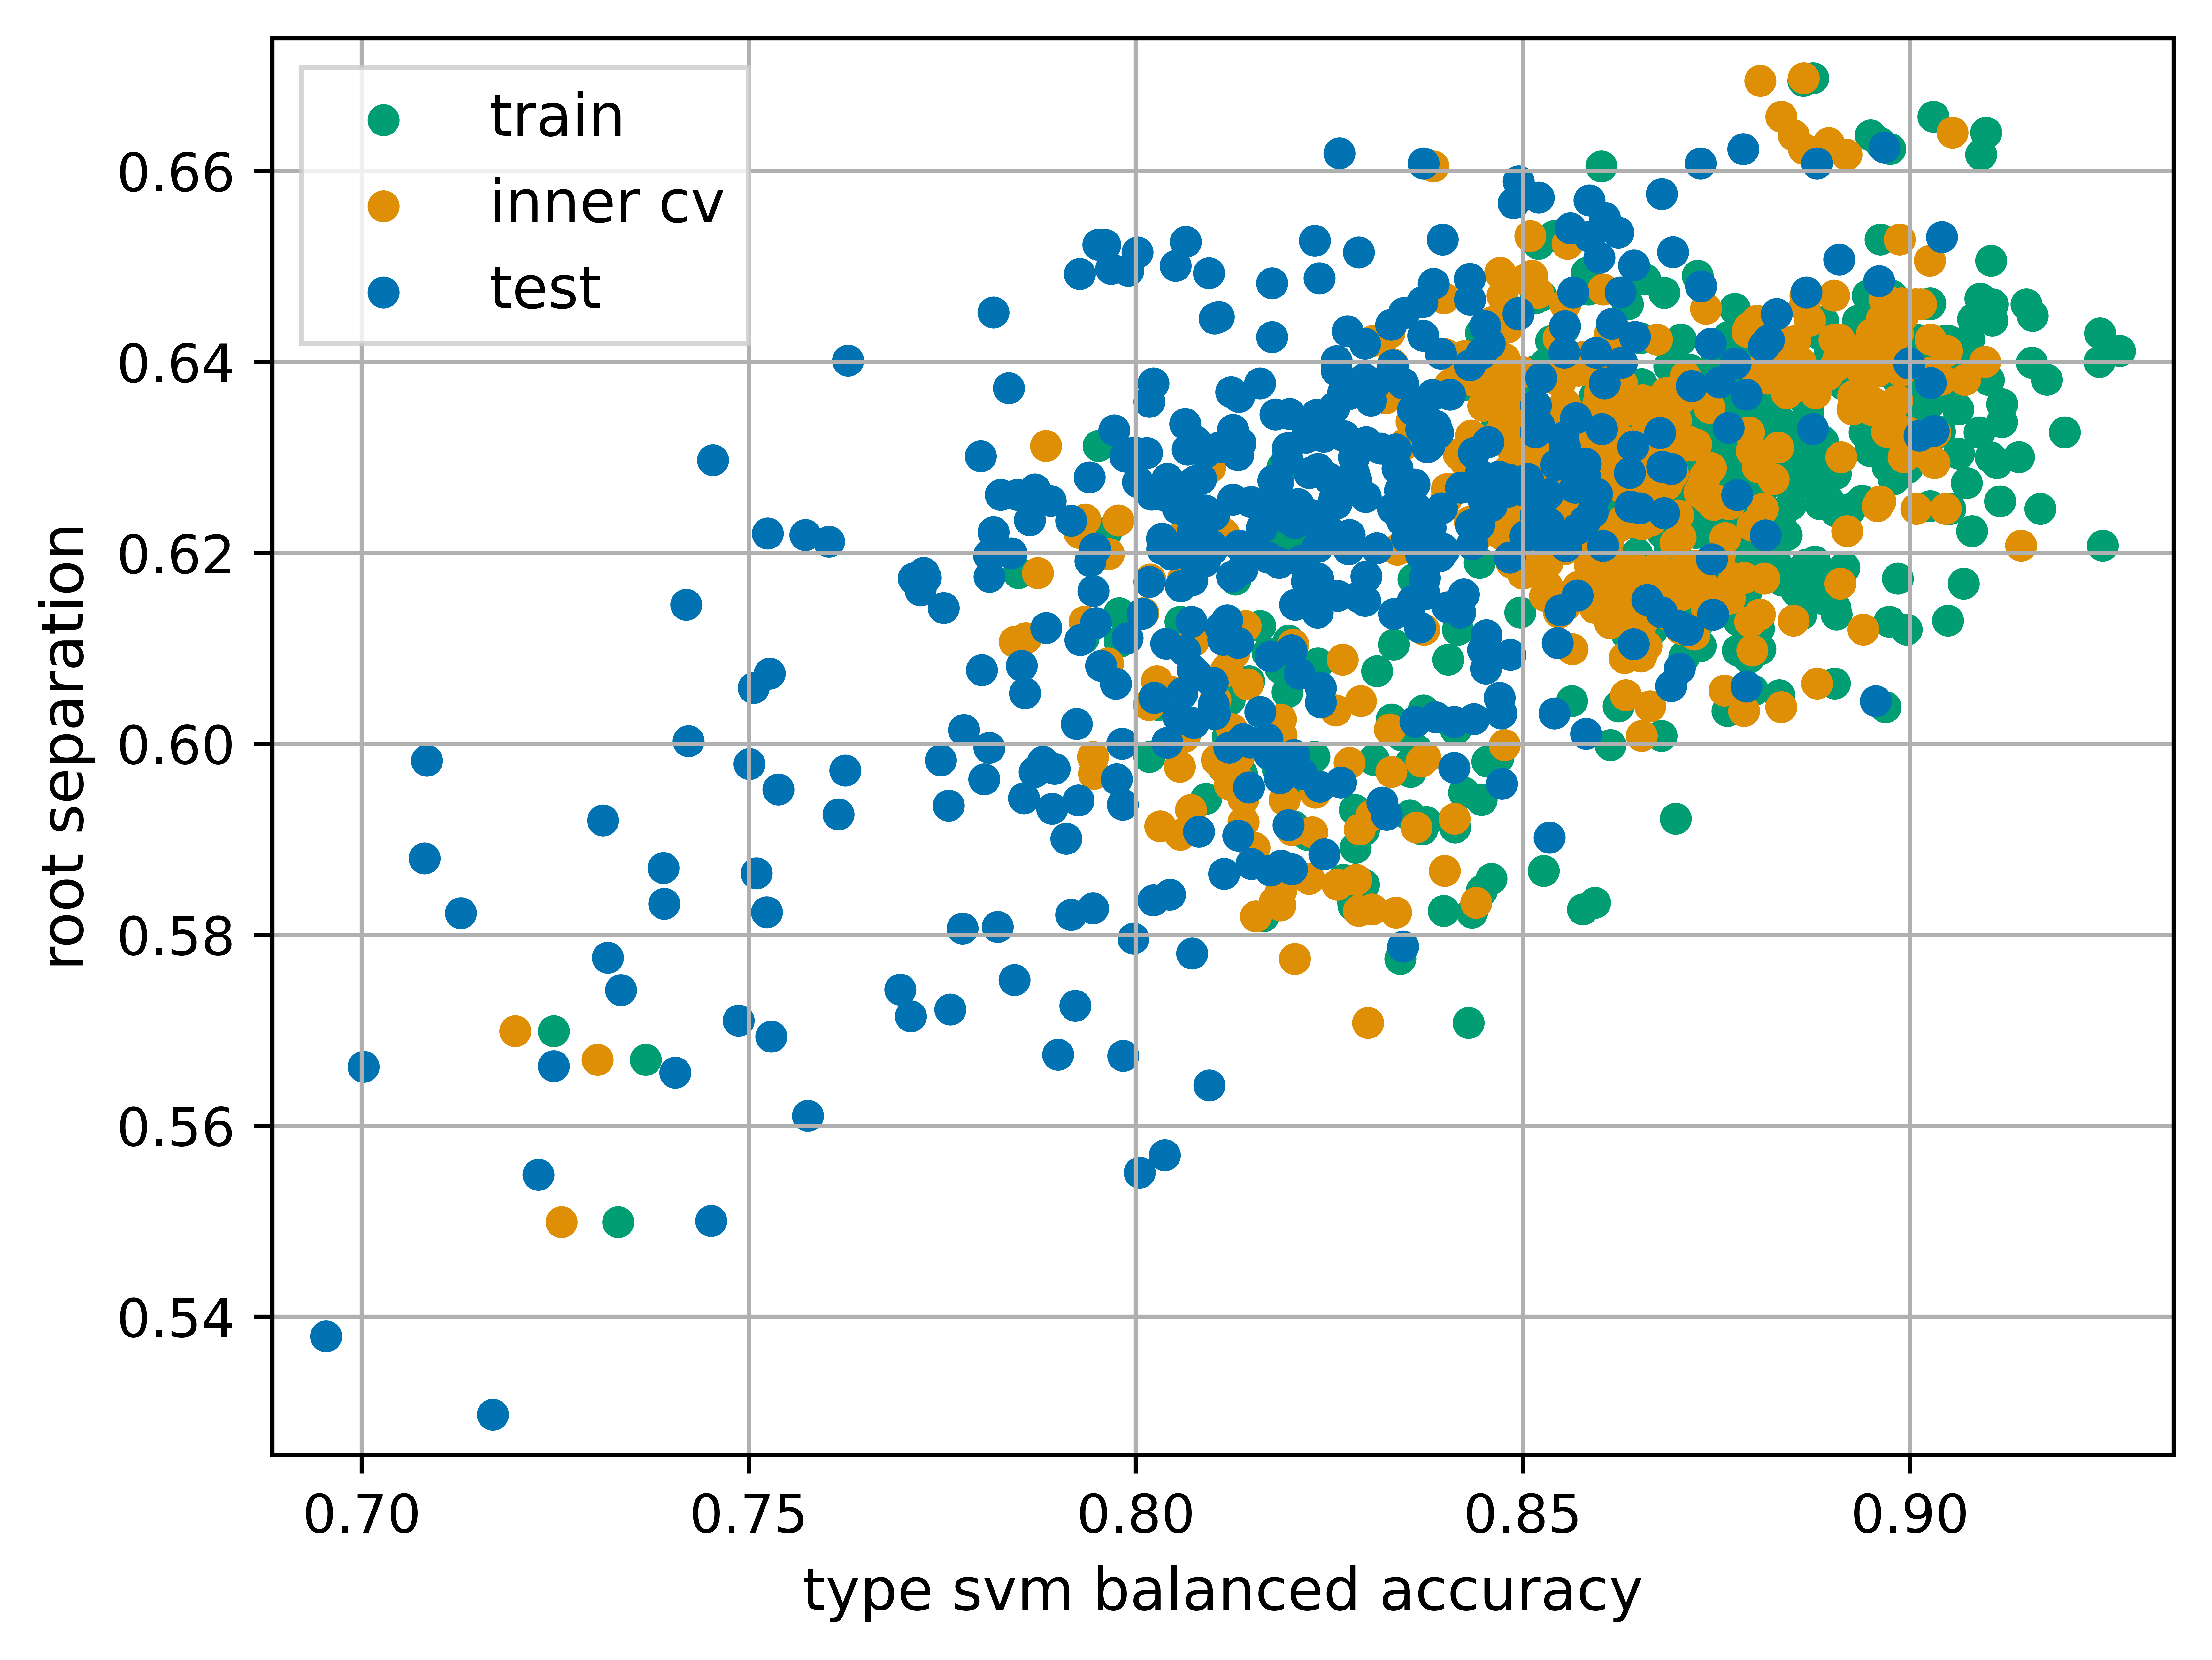 train
inner cv
test
root separation
0.66
0.64
0.62
0.60
0.58
0.56
0.54
0.70 0.75 0.80 0.85 0.90
type svm balanced accuracy